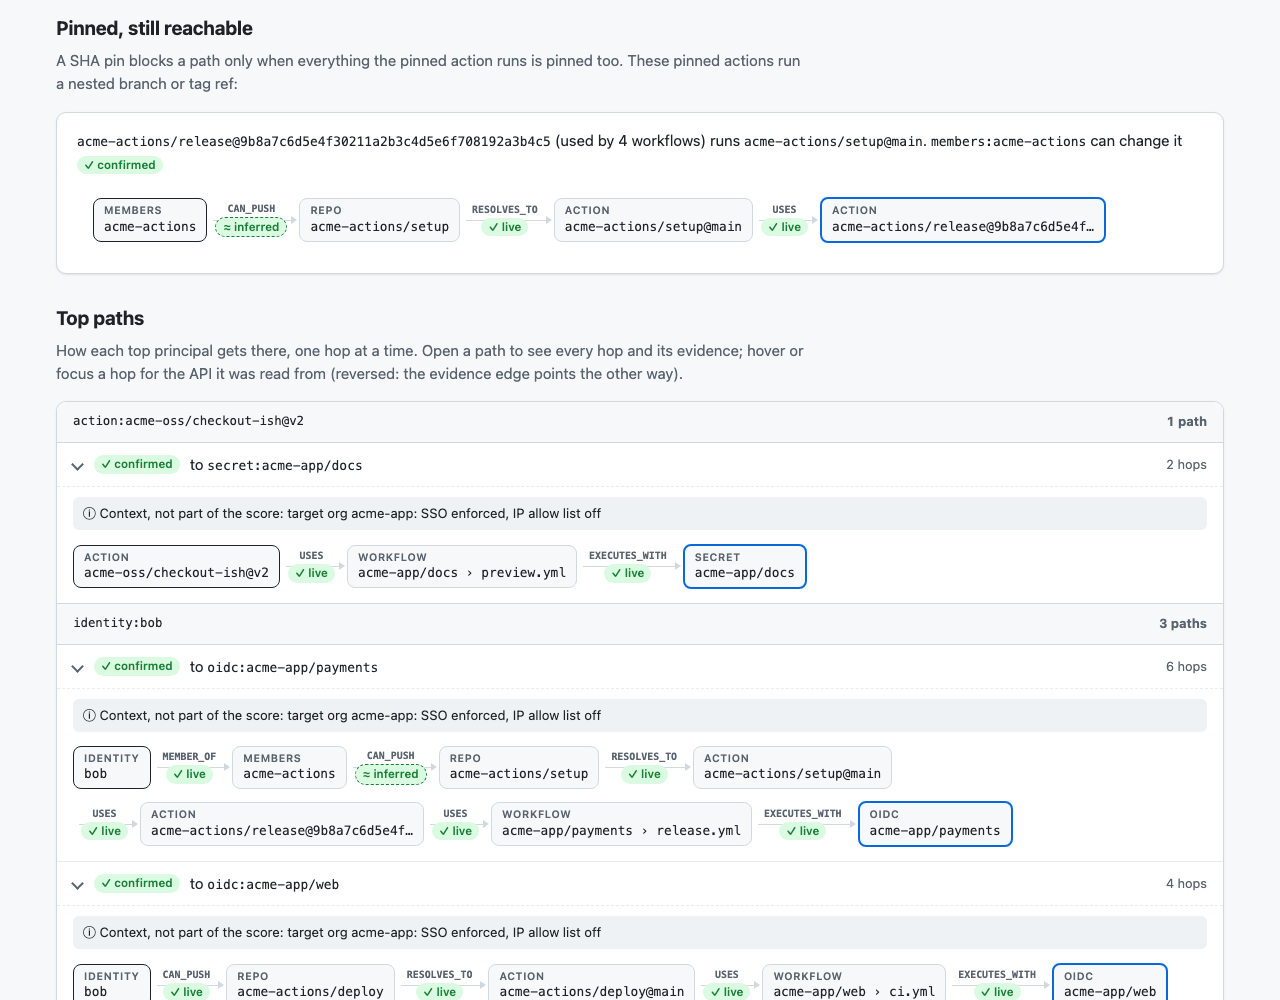 Pinned, still reachable
A SHA pin blocks a path only when everything the pinned action runs is pinned too. These pinned actions run
a nested branch or tag ref:
acme-actions/release@9b8a7c6d5e4f30211a2b3c4d5e6f708192a3b4c5 (used by 4 workflows) runs acme-actions/setup@main. members:acme-actions can change it
✓ confirmed
MEMBERS CAN_PUSH REPO RESOLVES_TO ACTION USES ACTION
acme-actions ≈ inferred acme-actions/setup ✓ live acme-actions/setup@main ✓ live acme-actions/release@9b8a7c6d5e4f…
Top paths
How each top principal gets there, one hop at a time. Open a path to see every hop and its evidence; hover or
focus a hop for the API it was read from (reversed: the evidence edge points the other way).
action:acme-oss/checkout-ish@v2 1 path
✓ confirmed to secret:acme-app/docs 2 hops
ⓘ Context, not part of the score: target org acme-app: SSO enforced, IP allow list off
ACTION USES WORKFLOW EXECUTES_WITH SECRET
acme-oss/checkout-ish@v2 ✓ live acme-app/docs › preview.yml ✓ live acme-app/docs
identity:bob 3 paths
✓ confirmed to oidc:acme-app/payments 6 hops
ⓘ Context, not part of the score: target org acme-app: SSO enforced, IP allow list off
IDENTITY MEMBER_OF MEMBERS CAN_PUSH REPO RESOLVES_TO ACTION
bob ✓ live acme-actions ≈ inferred acme-actions/setup ✓ live acme-actions/setup@main
USES ACTION USES WORKFLOW EXECUTES_WITH OIDC
✓ live acme-actions/release@9b8a7c6d5e4f… ✓ live acme-app/payments › release.yml ✓ live acme-app/payments
✓ confirmed to oidc:acme-app/web 4 hops
ⓘ Context, not part of the score: target org acme-app: SSO enforced, IP allow list off
IDENTITY CAN_PUSH REPO RESOLVES_TO ACTION USES WORKFLOW EXECUTES_WITH OIDC
bob ✓ live acme-actions/deploy ✓ live acme-actions/deploy@main ✓ live acme-app/web › ci.yml ✓ live acme-app/web